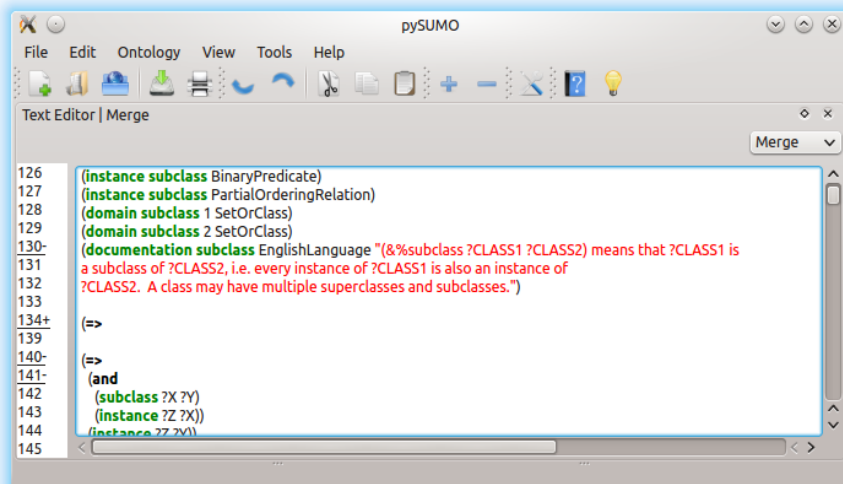 pySUMO
File Edit Ontology View Tools Help
Text Editor | Merge
Merge
126 (instance subclass BinaryPredicate)
127 (instance subclass PartialOrderingRelation)
128 (domain subclass 1 SetOrClass)
129 (domain subclass 2 SetOrClass)
130- (documentation subclass EnglishLanguage "(&%subclass ?CLASS1 ?CLASS2) means that ?CLASS1 is
131 a subclass of ?CLASS2, i.e. every instance of ?CLASS1 is also an instance of
132 ?CLASS2.  A class may have multiple superclasses and subclasses.")
133
134+ (=>
139
140- (=>
141- (and
142 (subclass ?X ?Y)
143 (instance ?Z ?X))
144 (instance ?Z ?Y))
145